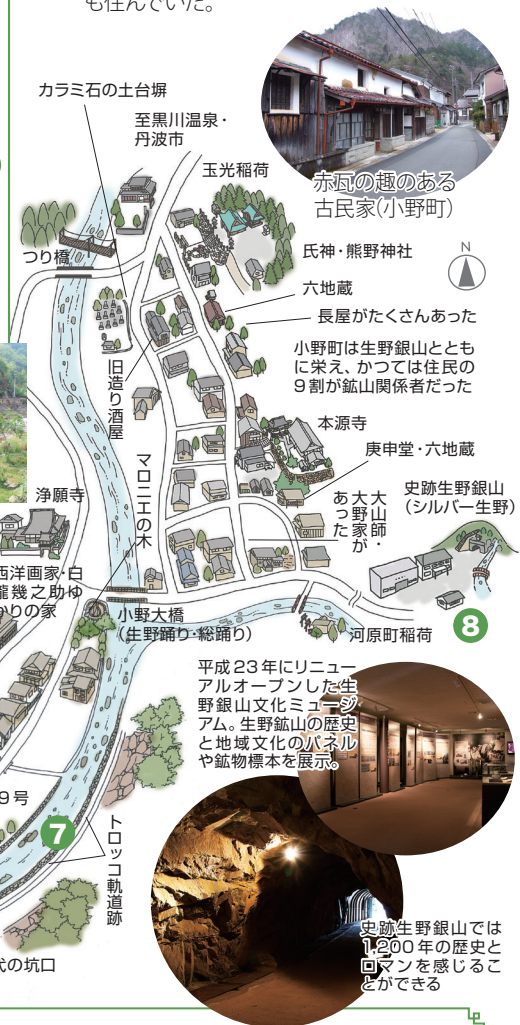 も住んでいた。
カラミ石の土台塀
至黒川温泉・
丹波市
玉光稲荷
赤瓦の趣のある
古民家(小野町)
つり橋
氏神・熊野神社
N
六地蔵
長屋がたくさんあった
小野町は生野銀山ととも
に栄え、かつては住民の
9割が鉱山関係者だった
旧造り酒屋
本源寺
庚申堂・六地蔵
マロニエの木
大山師・
大野家が
あった
史跡生野銀山
(シルバー生野)
浄願寺
西洋画家・白
瀧幾之助ゆ
かりの家
小野大橋
(生野踊り・総踊り)
河原町稲荷
8
平成23年にリニュー
アルオープンした生
野銀山文化ミュージ
アム。生野鉱山の歴史
と地域文化のパネル
や鉱物標本を展示。
9号
7
トロッコ軌道跡
代の坑口
史跡生野銀山では
1,200年の歴史と
ロマンを感じるこ
とができる